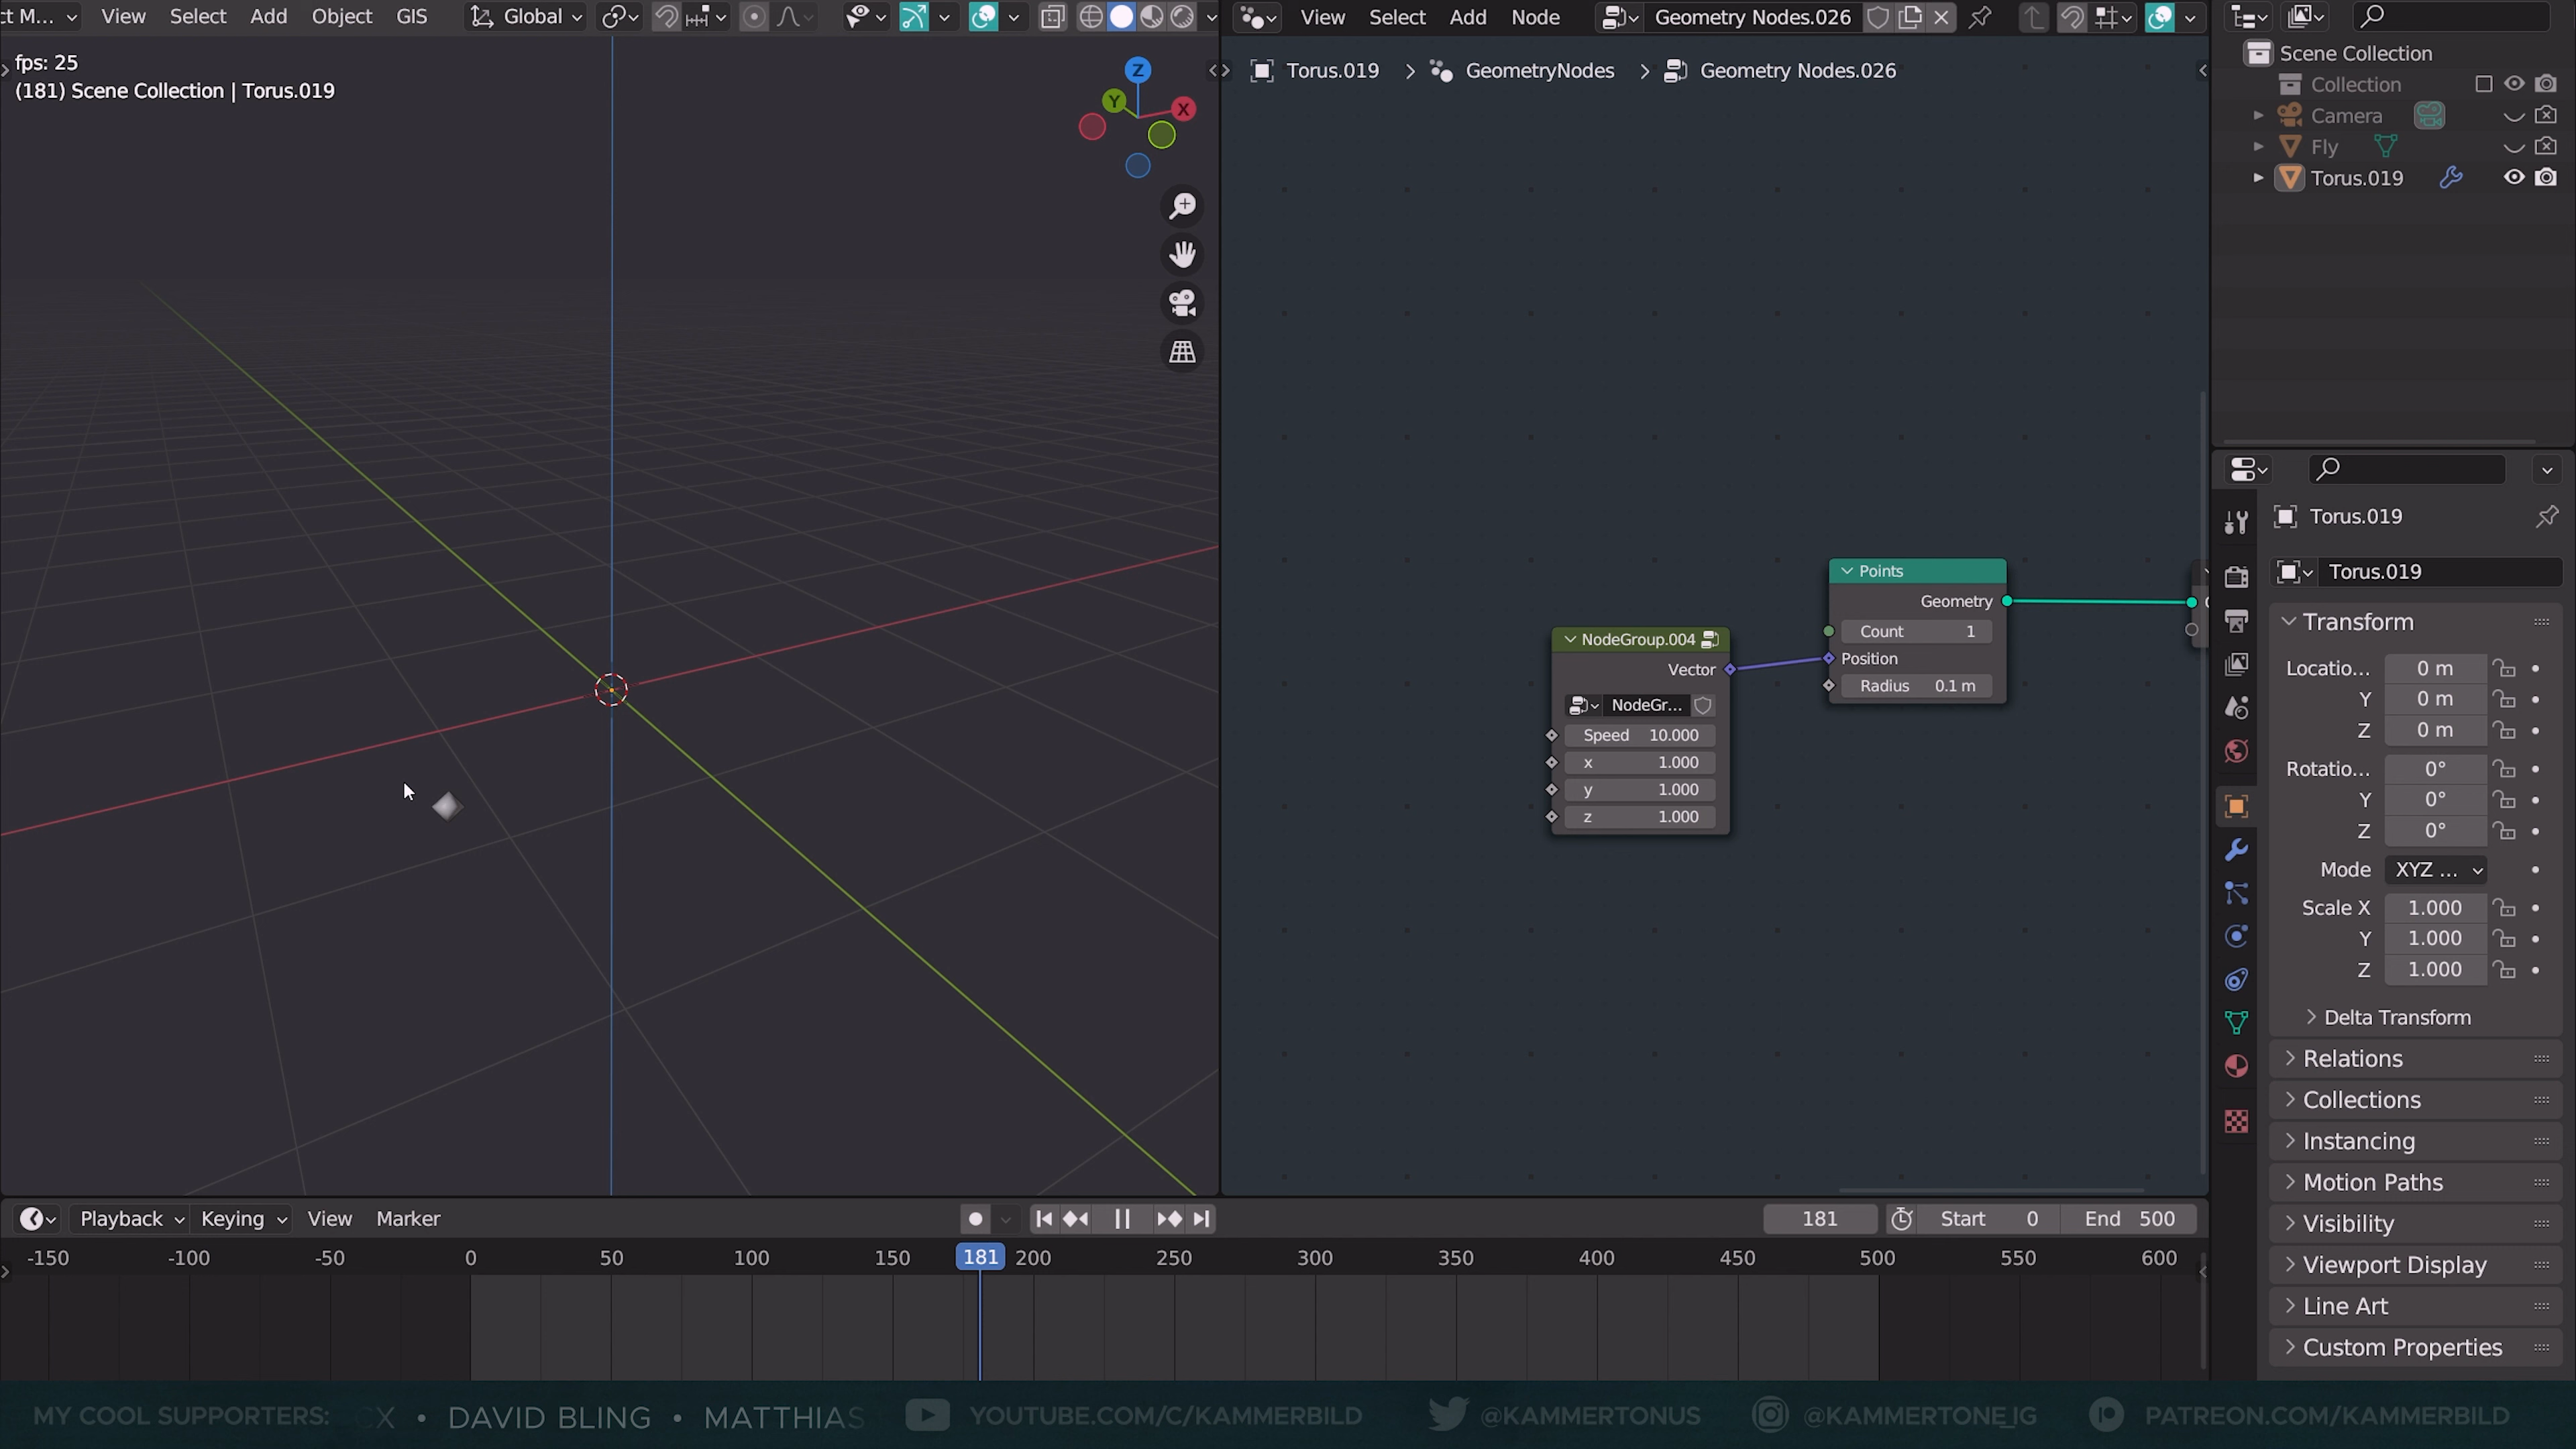 t M... View Select Add Object GIS Global
fps: 25
(181) Scene Collection | Torus.019
Z
Y
X
View Select Add Node Geometry Nodes.026
Torus.019 > GeometryNodes > Geometry Nodes.026
Points
Geometry
Count 1
Position
Radius 0.1 m
NodeGroup.004
Vector
NodeGr...
Speed 10.000
x 1.000
y 1.000
z 1.000
Scene Collection
Collection
Camera
Fly
Torus.019
Torus.019
Torus.019
Transform
Locatio... 0 m
Y 0 m
Z 0 m
Rotatio... 0°
Y 0°
Z 0°
Mode XYZ ...
Scale X 1.000
Y 1.000
Z 1.000
Delta Transform
Relations
Collections
Instancing
Motion Paths
Visibility
Viewport Display
Line Art
Custom Properties
Playback Keying View Marker
181 Start 0 End 500
-150 -100 -50 0 50 100 150 181 200 250 300 350 400 450 500 550 600
MY COOL SUPPORTERS: CX • DAVID BLING • MATTHIAS YOUTUBE.COM/C/KAMMERBILD @KAMMERTONUS @KAMMERTONE_IG PATREON.COM/KAMMERBILD